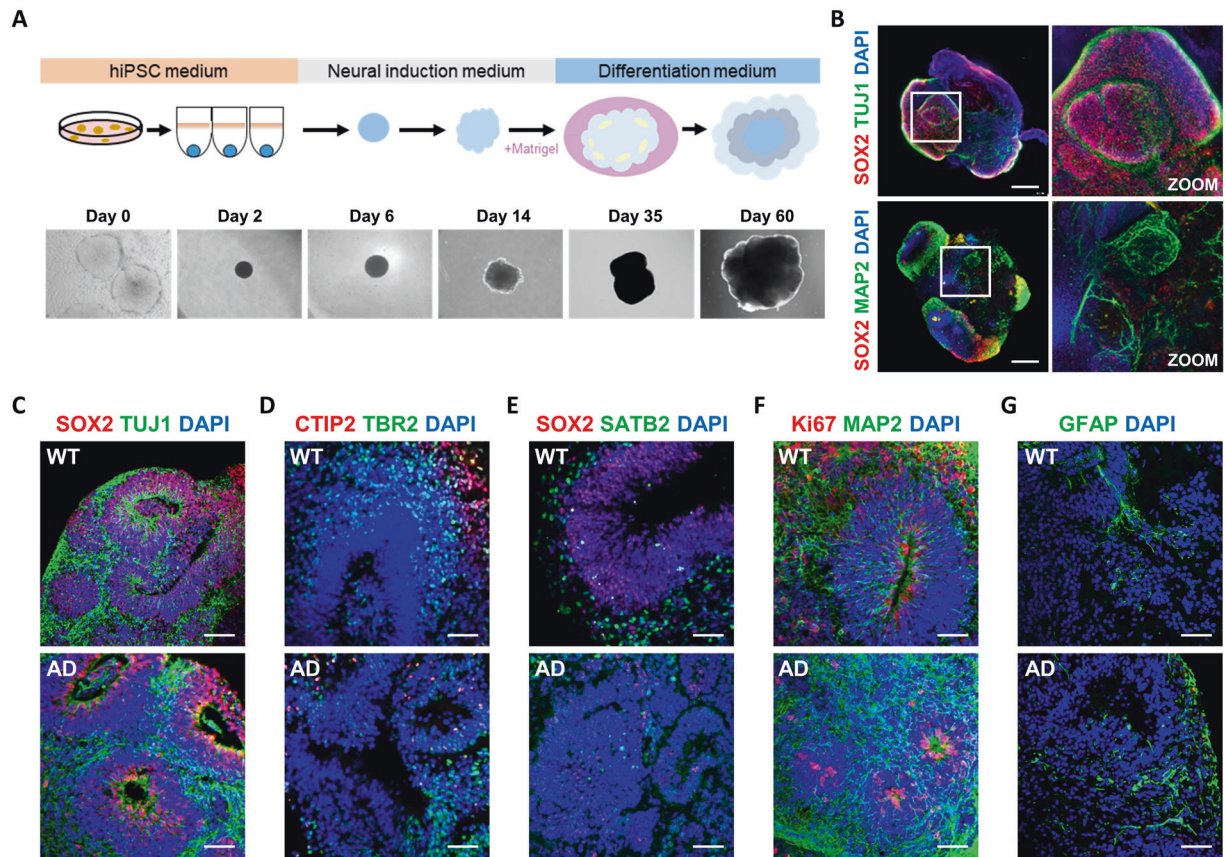 A
hiPSC medium
Neural induction medium
Differentiation medium
+Matrigel
Day 0
Day 2
Day 6
Day 14
Day 35
Day 60
B
SOX2 TUJ1 DAPI
ZOOM
SOX2 MAP2 DAPI
ZOOM
C
SOX2 TUJ1 DAPI
WT
AD
D
CTIP2 TBR2 DAPI
WT
AD
E
SOX2 SATB2 DAPI
WT
AD
F
Ki67 MAP2 DAPI
WT
AD
G
GFAP DAPI
WT
AD